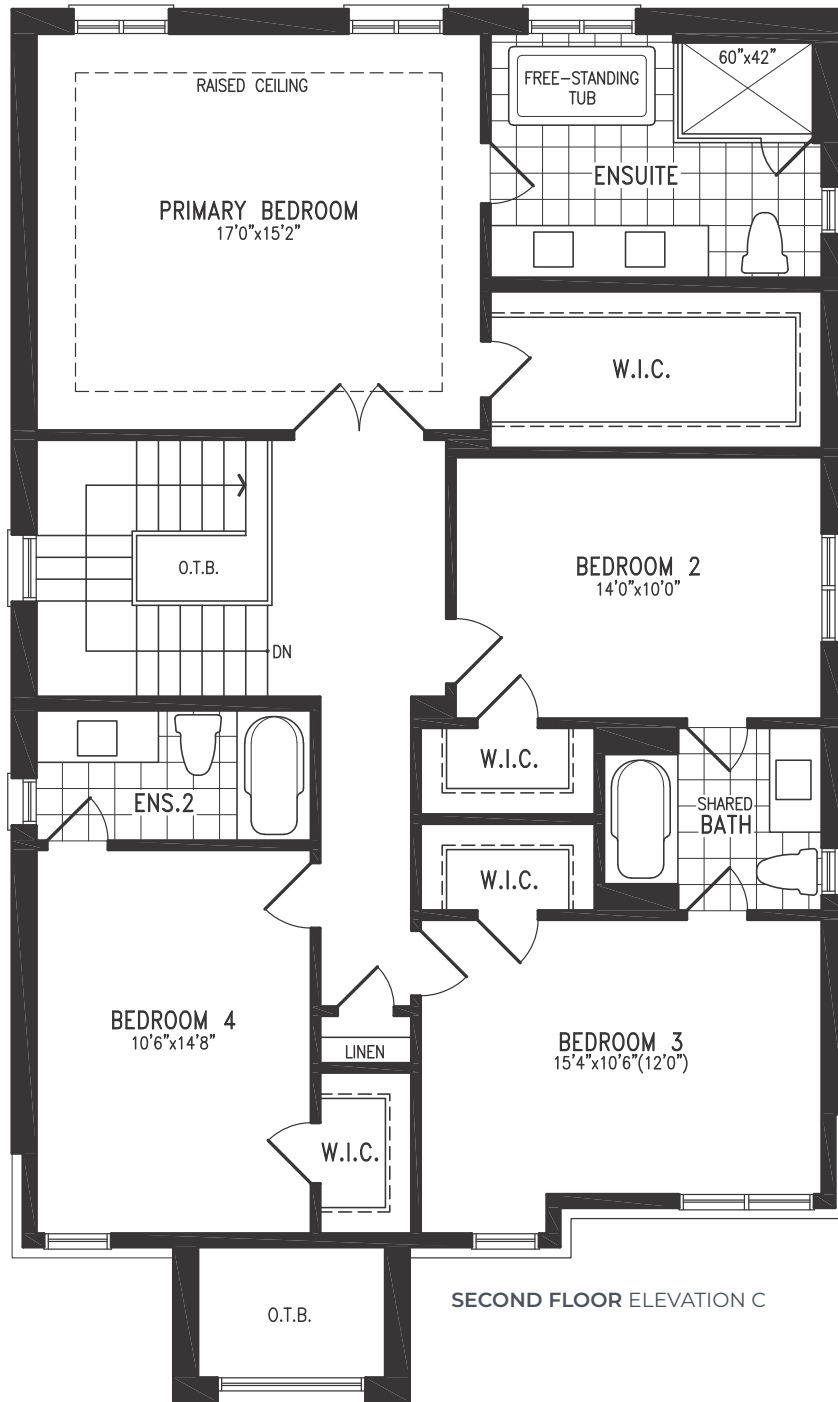 RAISED CEILING
PRIMARY BEDROOM
17'0"x15'2"
FREE-STANDING
TUB
60"x42"
ENSUITE
W.I.C.
O.T.B.
DN
BEDROOM 2
14'0"x10'0"
ENS.2
W.I.C.
SHARED
BATH
W.I.C.
BEDROOM 4
10'6"x14'8"
LINEN
BEDROOM 3
15'4"x10'6"(12'0")
W.I.C.
O.T.B.
SECOND FLOOR ELEVATION C